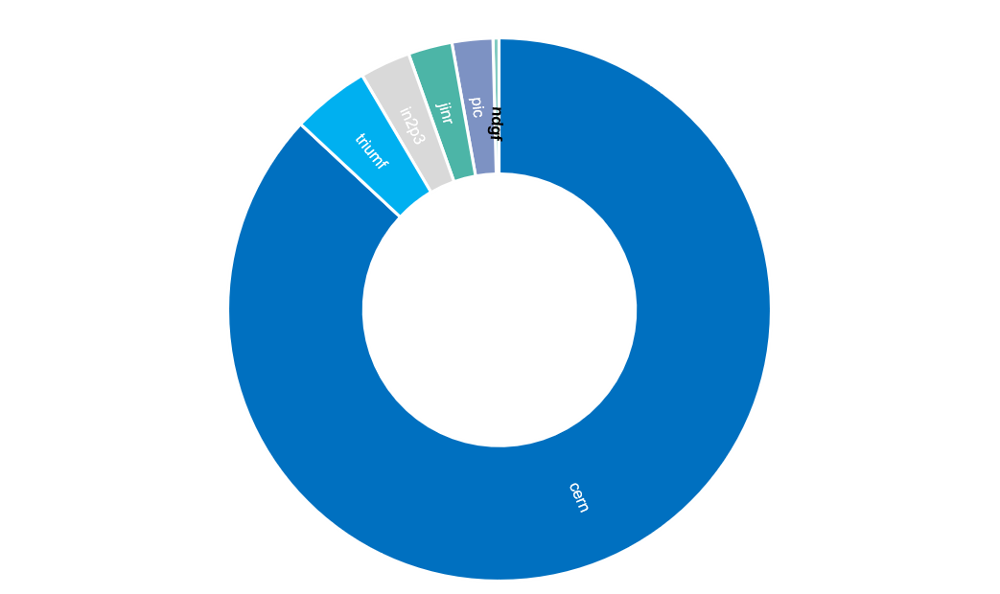 triumf
in2p3
jinr
pic
ndgf
cern